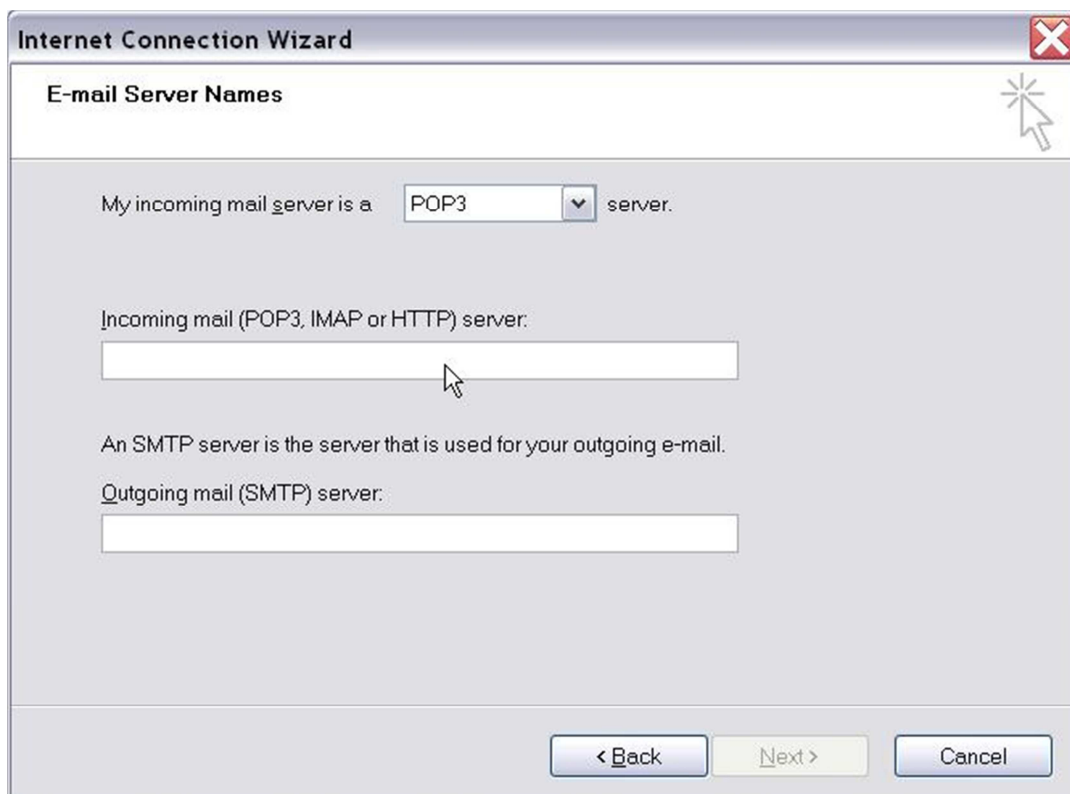 Internet Connection Wizard
E-mail Server Names
My incoming mail server is a POP3 server.
Incoming mail (POP3, IMAP or HTTP) server:
An SMTP server is the server that is used for your outgoing e-mail.
Outgoing mail (SMTP) server:
< Back Next > Cancel